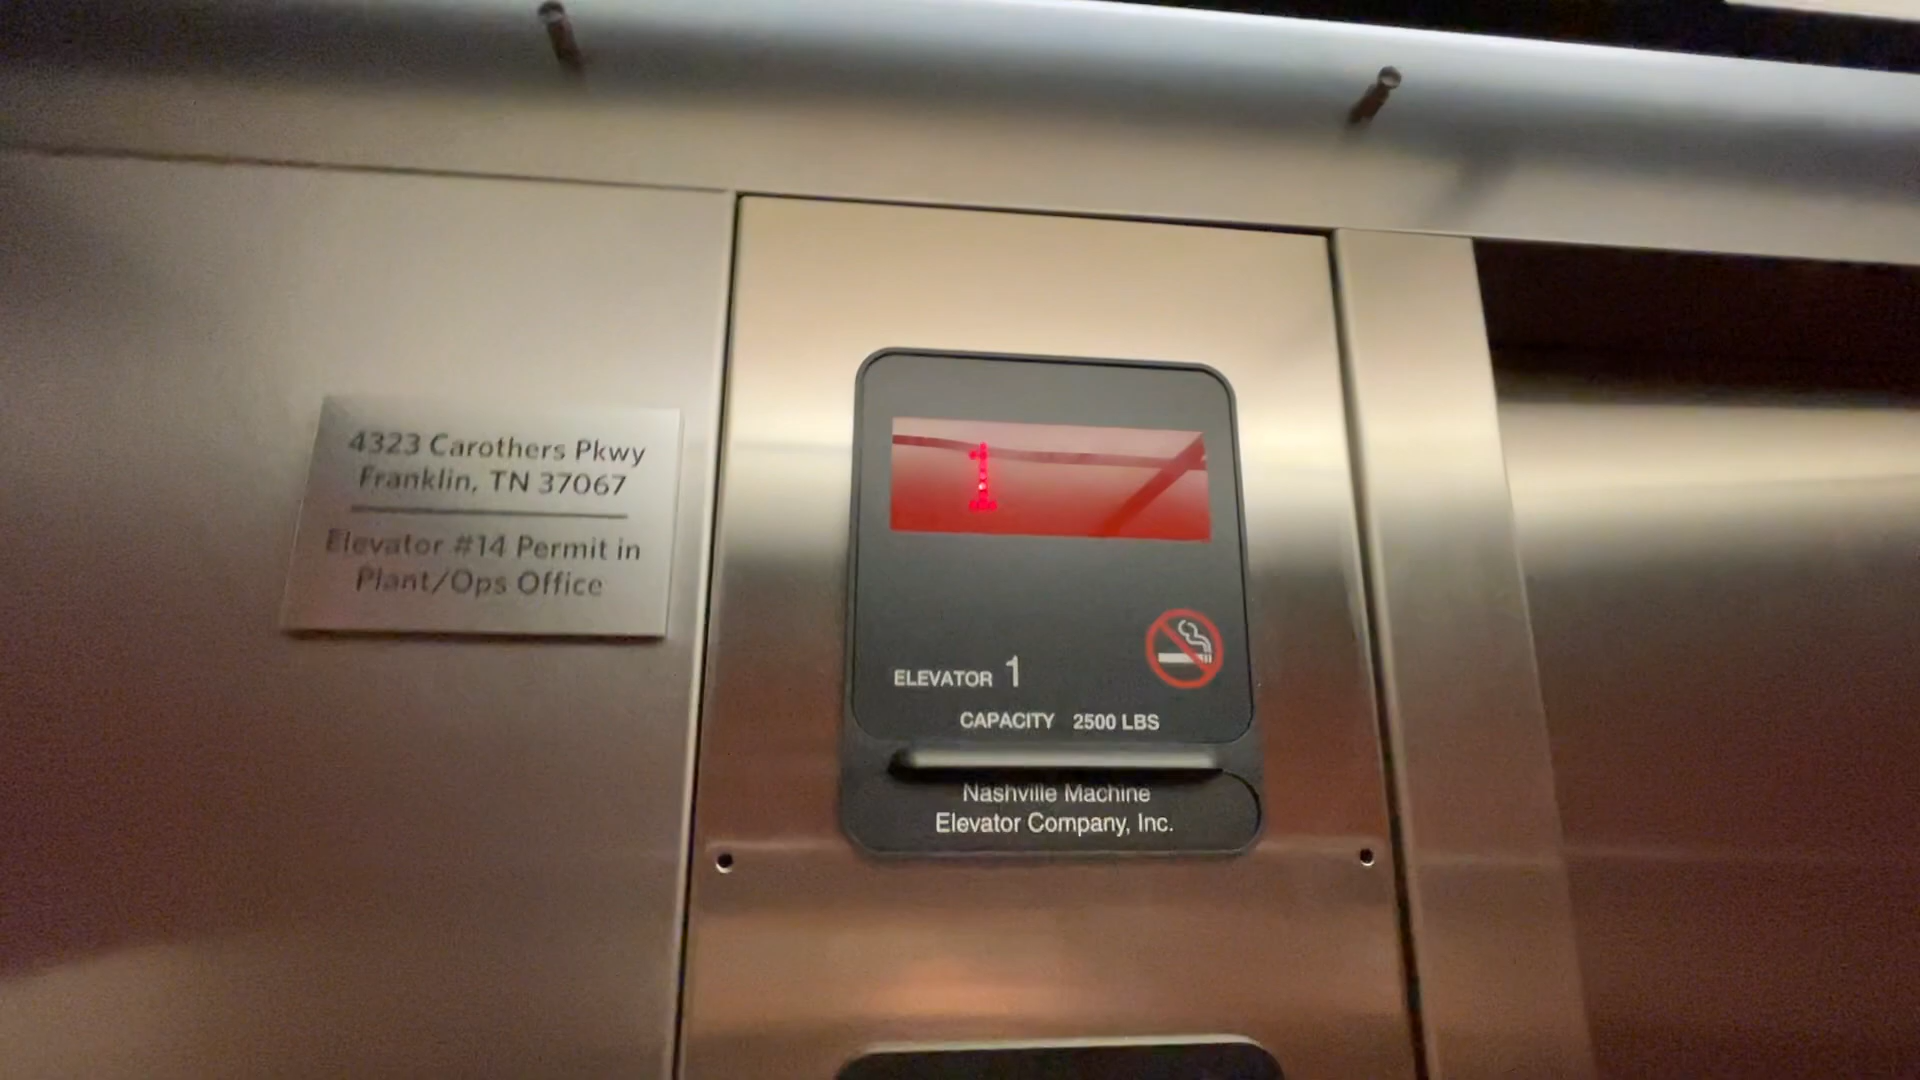 4323 Carothers Pkwy
Franklin, TN 37067
Elevator #14 Permit in
Plant/Ops Office
1
ELEVATOR 1
CAPACITY 2500 LBS
Nashville Machine
Elevator Company, Inc.